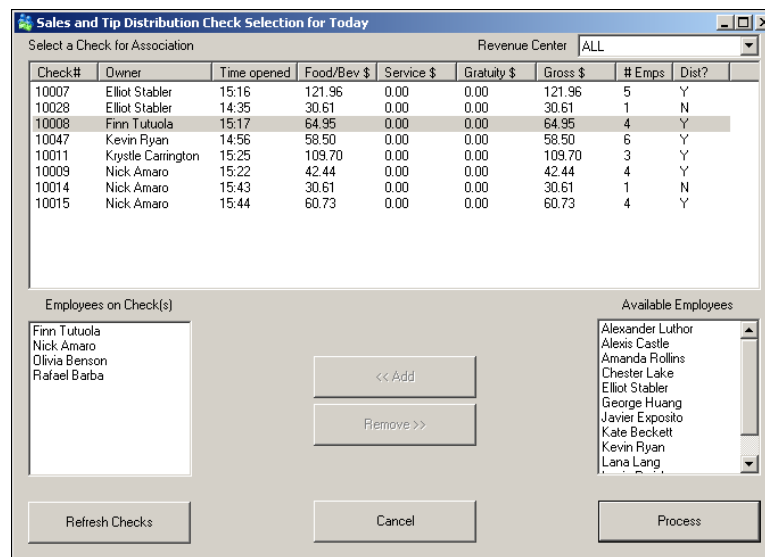 Sales and Tip Distribution Check Selection for Today
Select a Check for Association Revenue Center ALL
Check# Owner Time opened Food/Bev $ Service $ Gratuity $ Gross $ # Emps Dist?
10007 Elliot Stabler 15:16 121.96 0.00 0.00 121.96 5 Y
10028 Elliot Stabler 14:35 30.61 0.00 0.00 30.61 1 N
10008 Finn Tutuola 15:17 64.95 0.00 0.00 64.95 4 Y
10047 Kevin Ryan 14:56 58.50 0.00 0.00 58.50 6 Y
10011 Krystle Carrington 15:25 109.70 0.00 0.00 109.70 3 Y
10009 Nick Amaro 15:22 42.44 0.00 0.00 42.44 4 Y
10014 Nick Amaro 15:43 30.61 0.00 0.00 30.61 1 N
10015 Nick Amaro 15:44 60.73 0.00 0.00 60.73 4 Y
Employees on Check(s)
Finn Tutuola
Nick Amaro
Olivia Benson
Rafael Barba
<< Add
Remove >>
Available Employees
Alexander Luthor
Alexis Castle
Amanda Rollins
Chester Lake
Elliot Stabler
George Huang
Javier Exposito
Kate Beckett
Kevin Ryan
Lana Lang
Refresh Checks Cancel Process